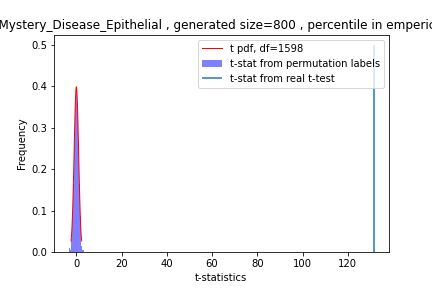 Mystery_Disease_Epithelial , generated size=800 , percentile in emperic
t pdf, df=1598
t-stat from permutation labels
t-stat from real t-test
0.5
0.4
0.3
0.2
0.1
0.0
Frequency
0 20 40 60 80 100 120
t-statistics